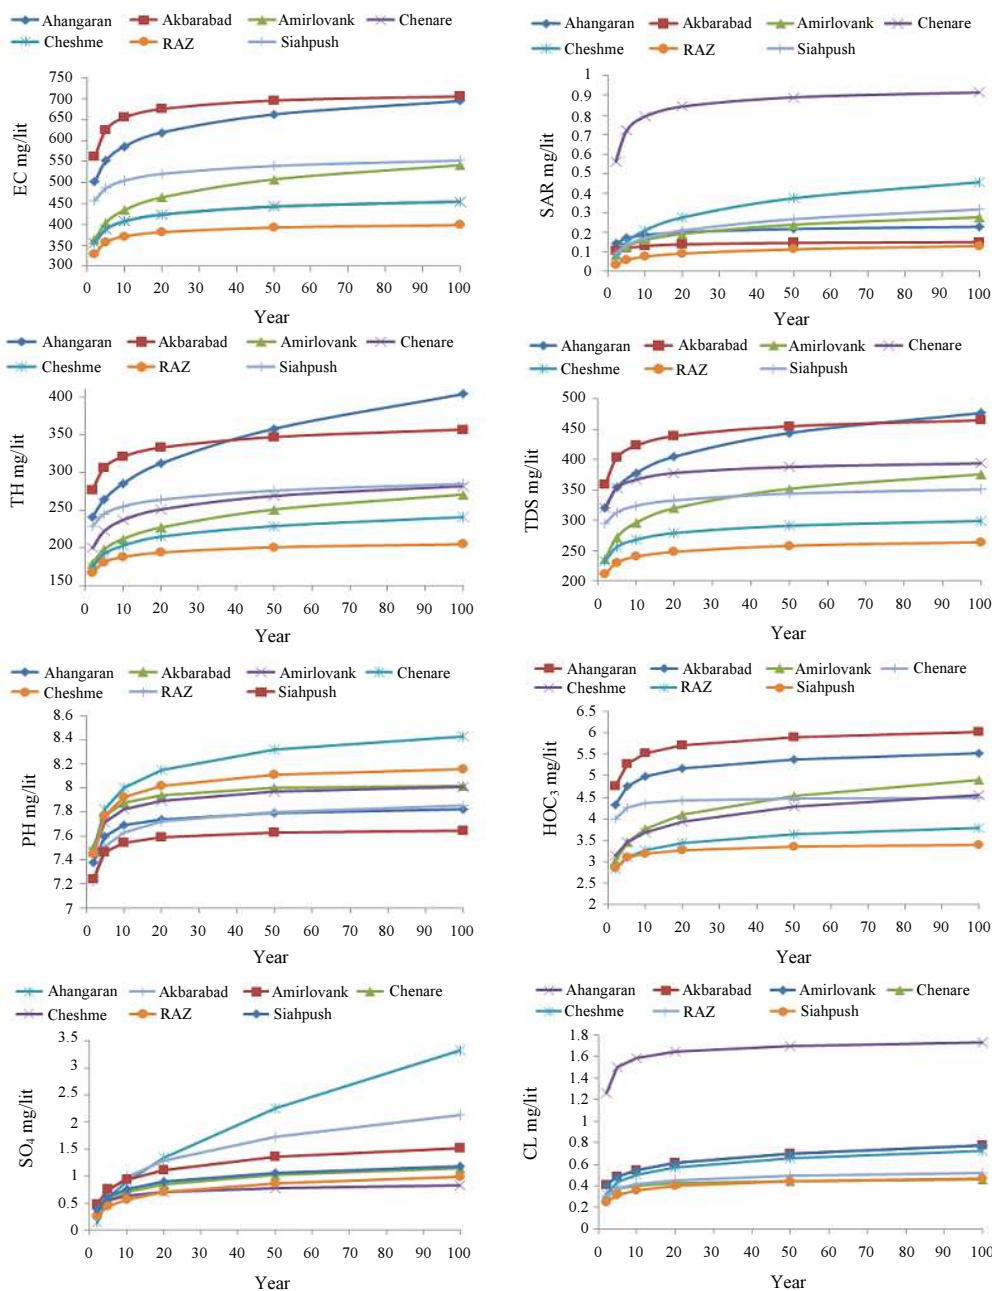 Ahangaran Akbarabad Amirlovank Chenare
Cheshme RAZ Siahpush
EC mg/lit
750
700
650
600
550
500
450
400
350
300
0 10 20 30 40 50 60 70 80 90 100
Year
Ahangaran Akbarabad Amirlovank Chenare
Cheshme RAZ Siahpush
SAR mg/lit
1
0.9
0.8
0.7
0.6
0.5
0.4
0.3
0.2
0.1
0
0 10 20 30 40 50 60 70 80 90 100
Year
Ahangaran Akbarabad Amirlovank Chenare
Cheshme RAZ Siahpush
TH mg/lit
400
350
300
250
200
150
0 10 20 30 40 50 60 70 80 90 100
Year
Ahangaran Akbarabad Amirlovank Chenare
Cheshme RAZ Siahpush
TDS mg/lit
500
450
400
350
300
250
200
0 10 20 30 40 50 60 70 80 90 100
Year
Ahangaran Akbarabad Amirlovank Chenare
Cheshme RAZ Siahpush
PH mg/lit
8.6
8.4
8.2
8
7.8
7.6
7.4
7.2
7
0 10 20 30 40 50 60 70 80 90 100
Year
Ahangaran Akbarabad Amirlovank Chenare
Cheshme RAZ Siahpush
HOC3 mg/lit
6.5
6
5.5
5
4.5
4
3.5
3
2.5
2
0 10 20 30 40 50 60 70 80 90 100
Year
Ahangaran Akbarabad Amirlovank Chenare
Cheshme RAZ Siahpush
SO4 mg/lit
3.5
3
2.5
2
1.5
1
0.5
0
0 10 20 30 40 50 60 70 80 90 100
Year
Ahangaran Akbarabad Amirlovank Chenare
Cheshme RAZ Siahpush
CL mg/lit
1.8
1.6
1.4
1.2
1
0.8
0.6
0.4
0.2
0
0 10 20 30 40 50 60 70 80 90 100
Year